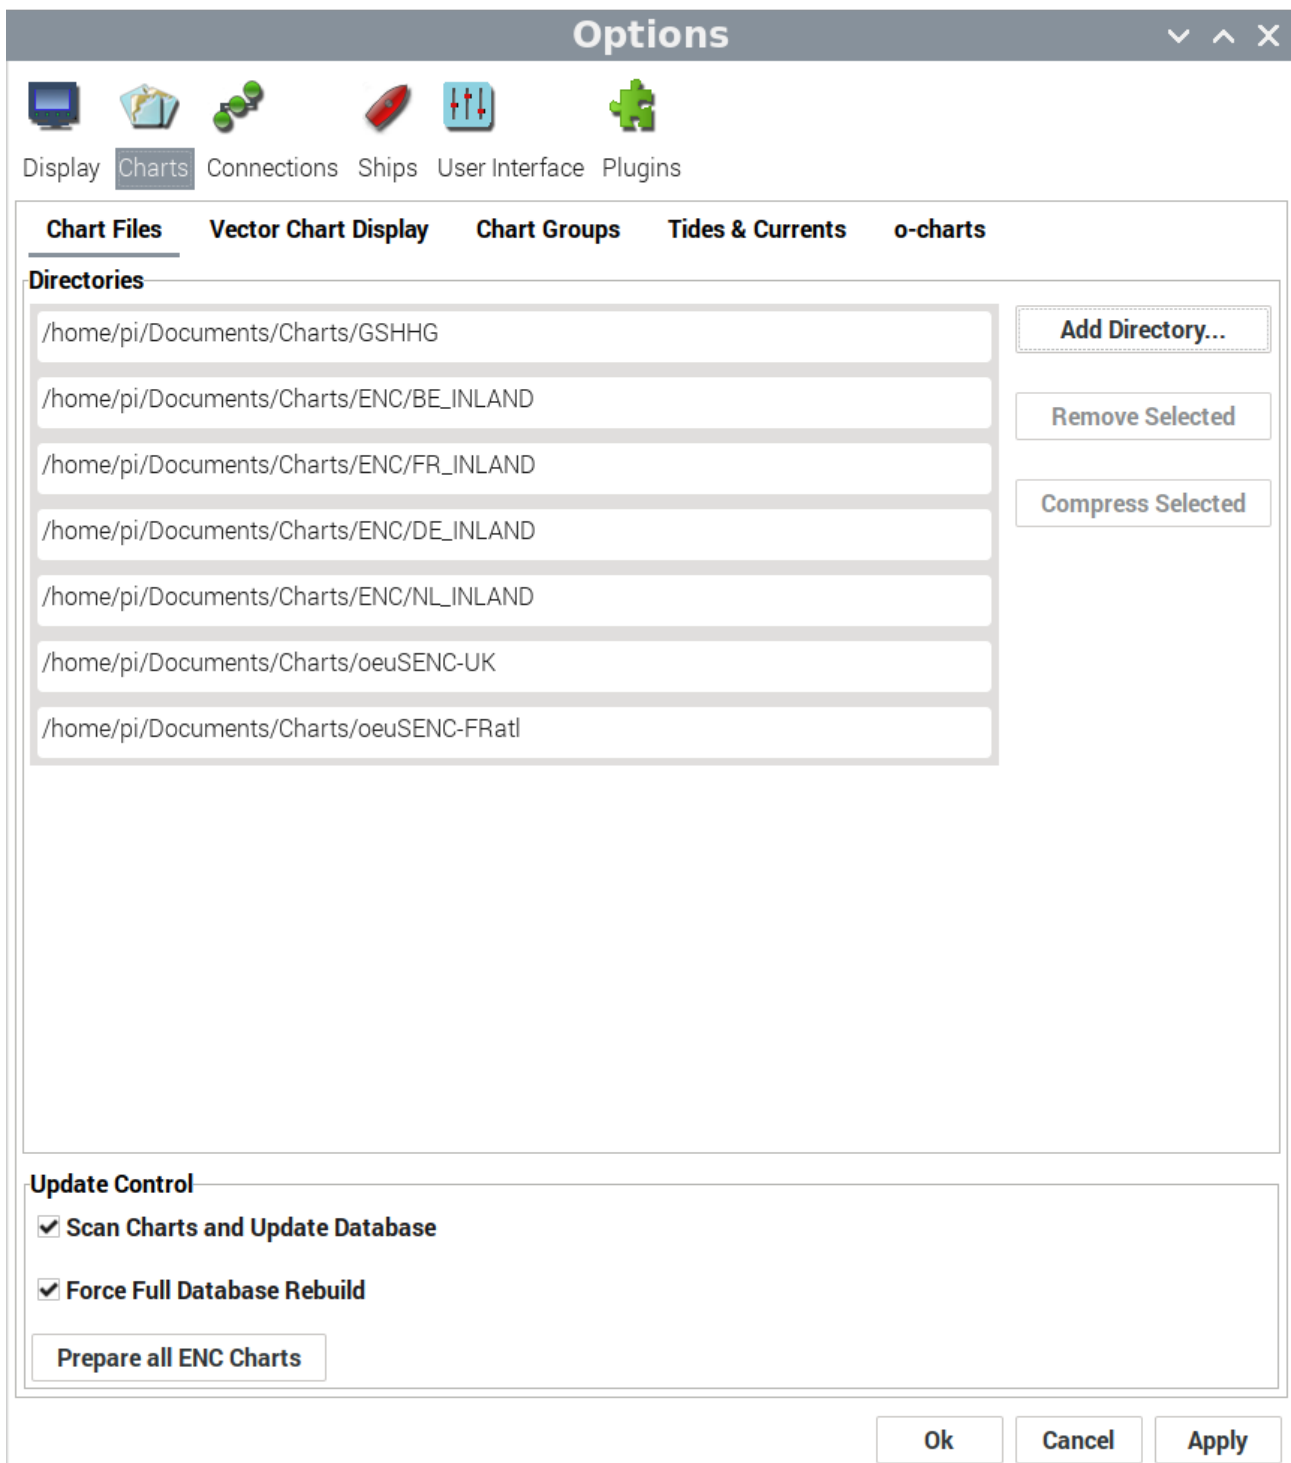 Options
Display Charts Connections Ships User Interface Plugins
Chart Files Vector Chart Display Chart Groups Tides & Currents o-charts
Directories
/home/pi/Documents/Charts/GSHHG
Add Directory...
/home/pi/Documents/Charts/ENC/BE_INLAND
Remove Selected
/home/pi/Documents/Charts/ENC/FR_INLAND
Compress Selected
/home/pi/Documents/Charts/ENC/DE_INLAND
/home/pi/Documents/Charts/ENC/NL_INLAND
/home/pi/Documents/Charts/oeuSENC-UK
/home/pi/Documents/Charts/oeuSENC-FRatl
Update Control
Scan Charts and Update Database
Force Full Database Rebuild
Prepare all ENC Charts
Ok Cancel Apply